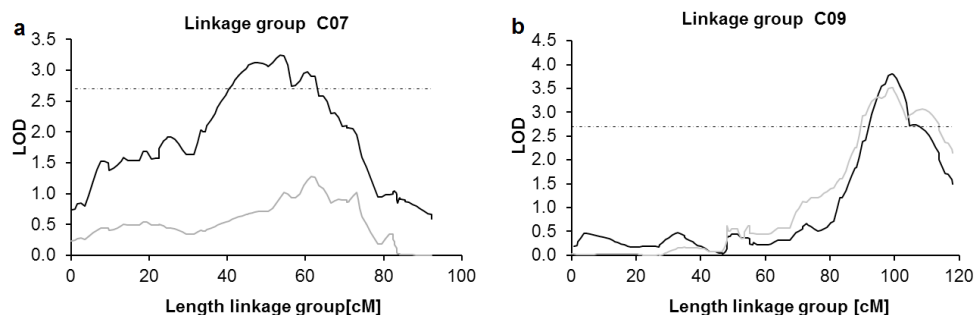 a
Linkage group C07
3.5
3.0
2.5
2.0
1.5
1.0
0.5
0.0
LOD
0 20 40 60 80 100
Length linkage group[cM]
b
Linkage group C09
4.5
4.0
3.5
3.0
2.5
2.0
1.5
1.0
0.5
0.0
LOD
0 20 40 60 80 100 120
Length linkage group [cM]